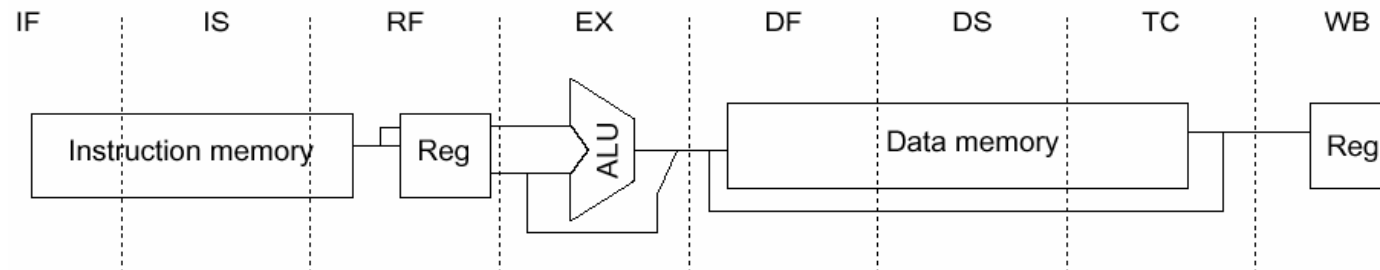 IF IS RF EX DF DS TC WB
Instruction memory Reg ALU Data memory Reg